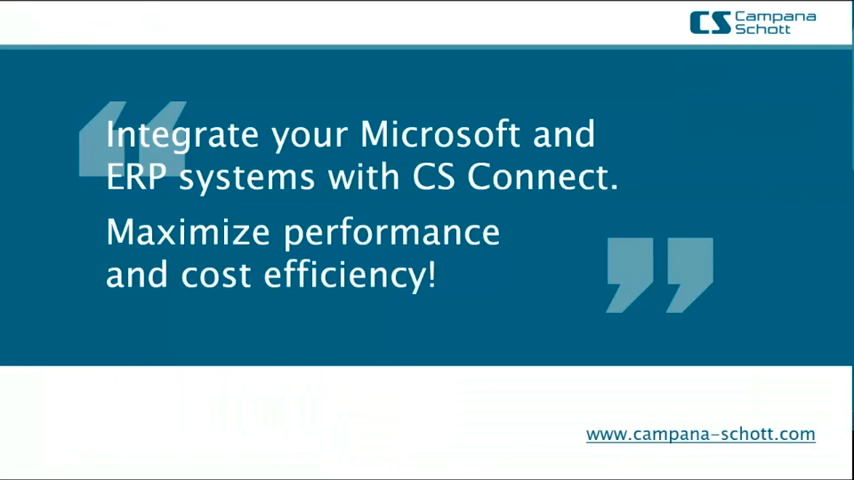 CS Campana
Schott
“Integrate your Microsoft and
ERP systems with CS Connect.
Maximize performance
and cost efficiency!”
www.campana-schott.com